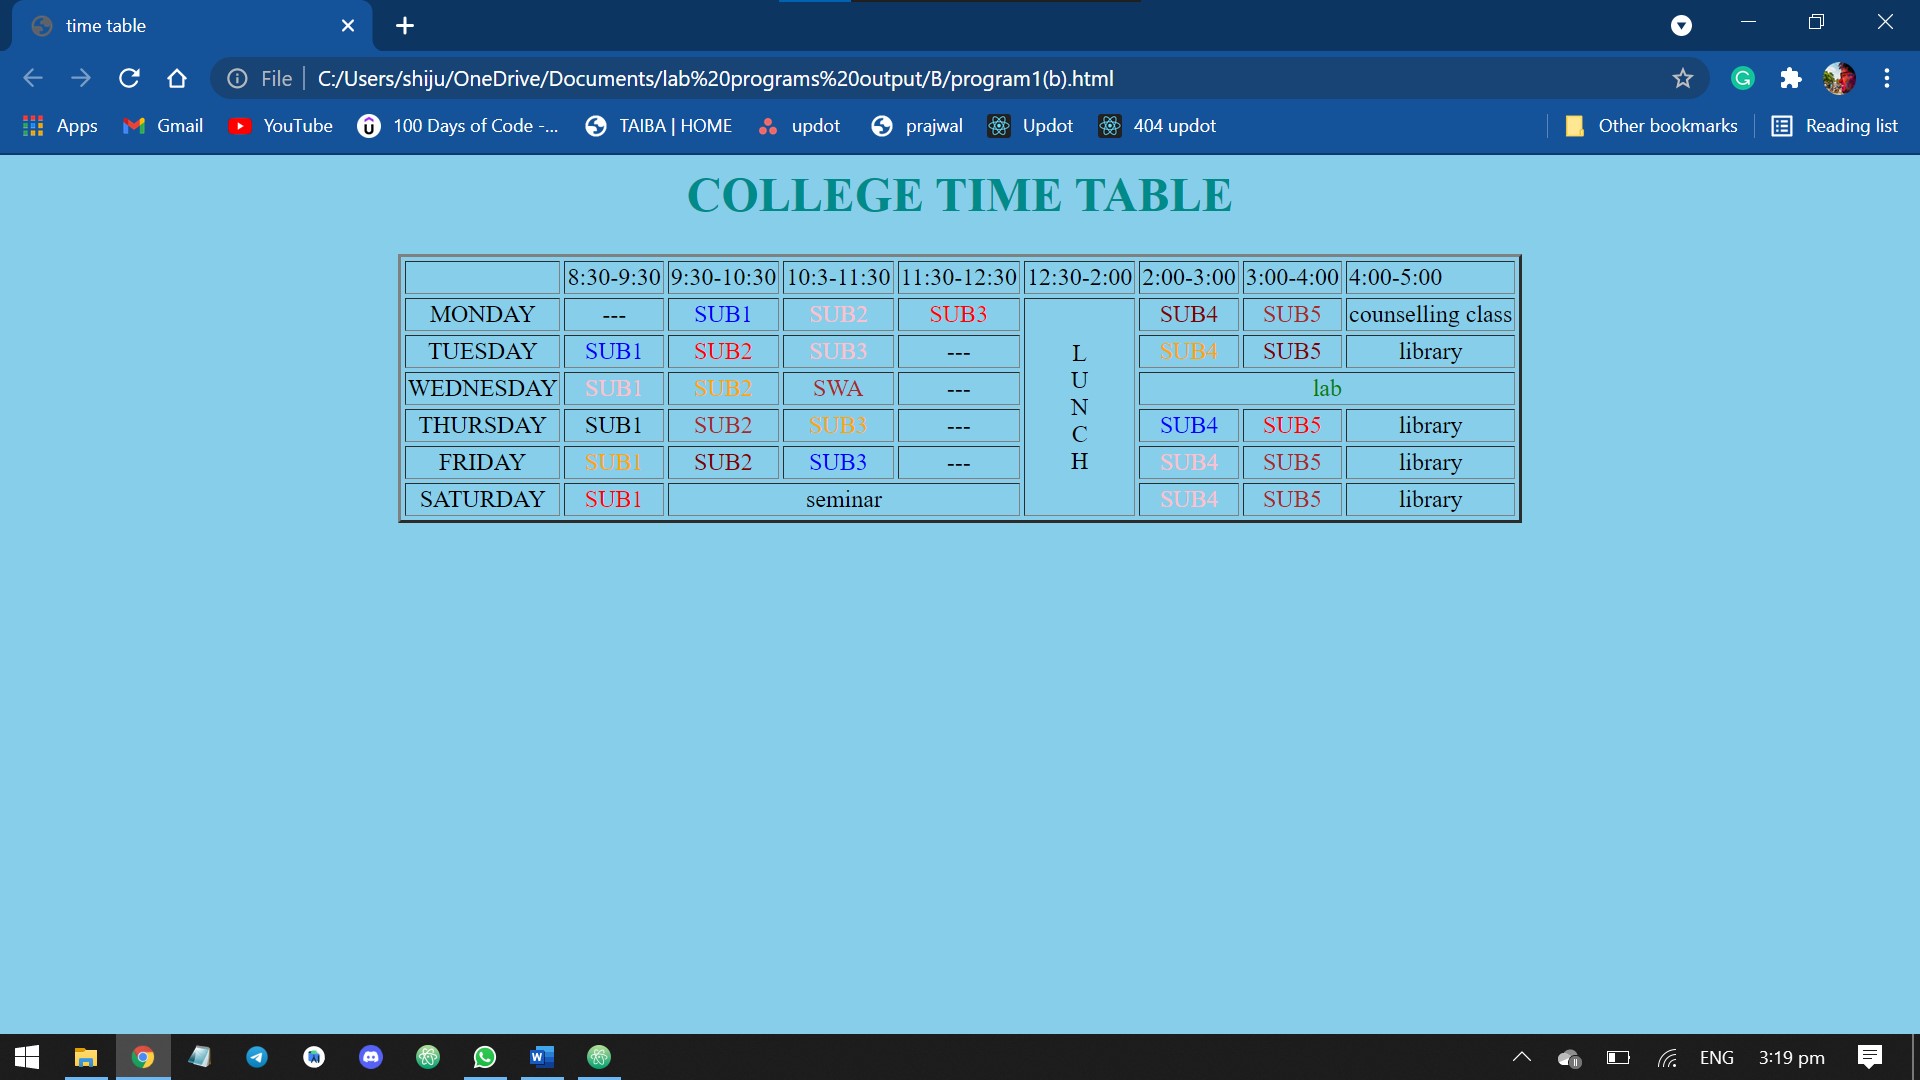 time table
File C:/Users/shiju/OneDrive/Documents/lab%20programs%20output/B/program1(b).html
Apps Gmail YouTube 100 Days of Code -... TAIBA | HOME updot prajwal Updot 404 updot Other bookmarks Reading list
COLLEGE TIME TABLE
8:30-9:30 9:30-10:30 10:3-11:30 11:30-12:30 12:30-2:00 2:00-3:00 3:00-4:00 4:00-5:00
MONDAY --- SUB1 SUB2 SUB3 SUB4 SUB5 counselling class
TUESDAY SUB1 SUB2 SUB3 --- SUB4 SUB5 library
WEDNESDAY SUB1 SUB2 SWA --- lab
THURSDAY SUB1 SUB2 SUB3 --- SUB4 SUB5 library
FRIDAY SUB1 SUB2 SUB3 --- SUB4 SUB5 library
SATURDAY SUB1 seminar SUB4 SUB5 library
L
U
N
C
H
ENG 3:19 pm